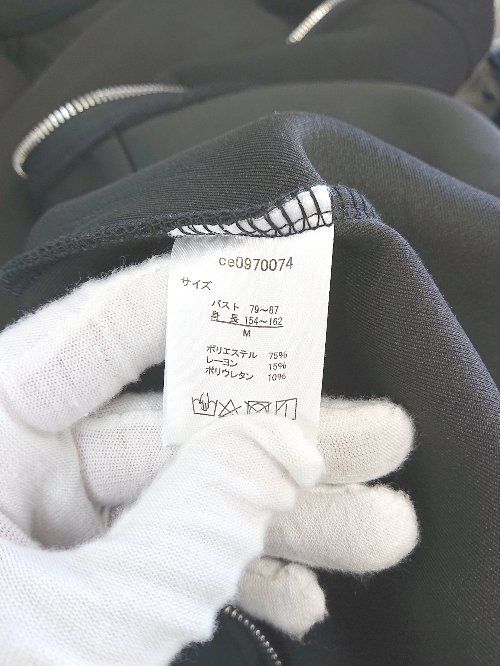 ce0970074
サイズ
バスト 79～87
身 長 154～162
M
ポリエステル 75%
レーヨン 15%
ポリウレタン 10%